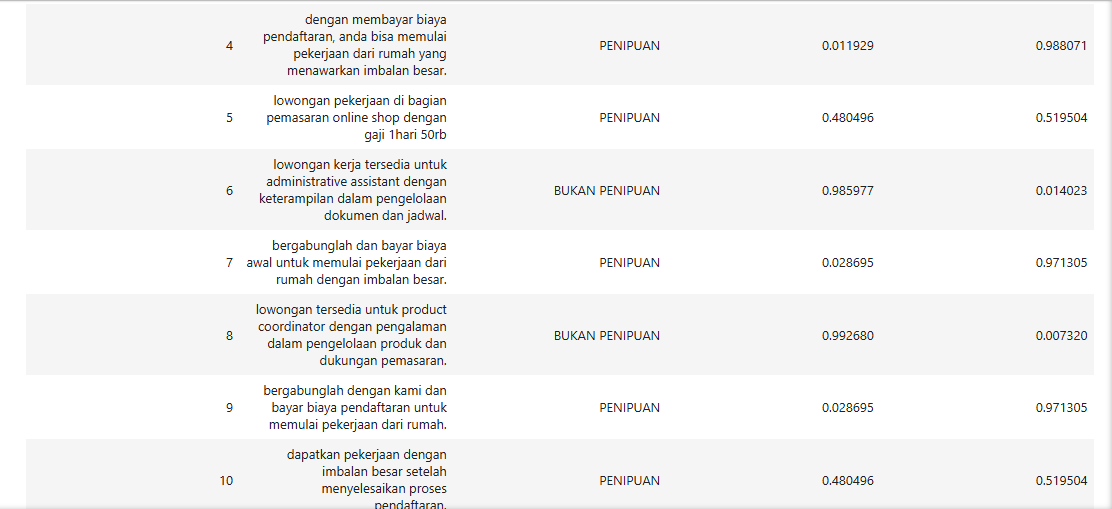 dengan membayar biaya
pendaftaran, anda bisa memulai
4 pekerjaan dari rumah yang PENIPUAN 0.011929 0.988071
menawarkan imbalan besar.
lowongan pekerjaan di bagian
5 pemasaran online shop dengan PENIPUAN 0.480496 0.519504
gaji 1hari 50rb
lowongan kerja tersedia untuk
administrative assistant dengan
6 keterampilan dalam pengelolaan BUKAN PENIPUAN 0.985977 0.014023
dokumen dan jadwal.
bergabunglah dan bayar biaya
7 awal untuk memulai pekerjaan dari PENIPUAN 0.028695 0.971305
rumah dengan imbalan besar.
lowongan tersedia untuk product
coordinator dengan pengalaman
8 dalam pengelolaan produk dan BUKAN PENIPUAN 0.992680 0.007320
dukungan pemasaran.
bergabunglah dengan kami dan
9 bayar biaya pendaftaran untuk PENIPUAN 0.028695 0.971305
memulai pekerjaan dari rumah.
dapatkan pekerjaan dengan
imbalan besar setelah
10 menyelesaikan proses PENIPUAN 0.480496 0.519504
pendaftaran.